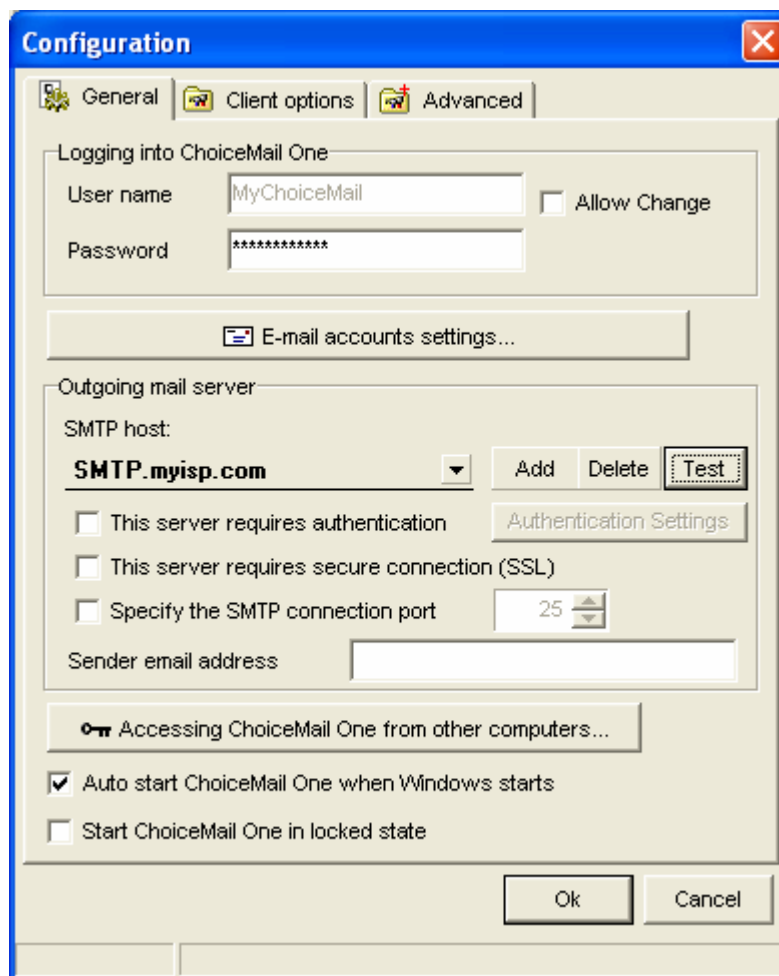 Configuration
General Client options Advanced
Logging into ChoiceMail One
User name MyChoiceMail Allow Change
Password ************
E-mail accounts settings...
Outgoing mail server
SMTP host:
SMTP.myisp.com Add Delete Test
This server requires authentication Authentication Settings
This server requires secure connection (SSL)
Specify the SMTP connection port 25
Sender email address
Accessing ChoiceMail One from other computers...
Auto start ChoiceMail One when Windows starts
Start ChoiceMail One in locked state
Ok Cancel